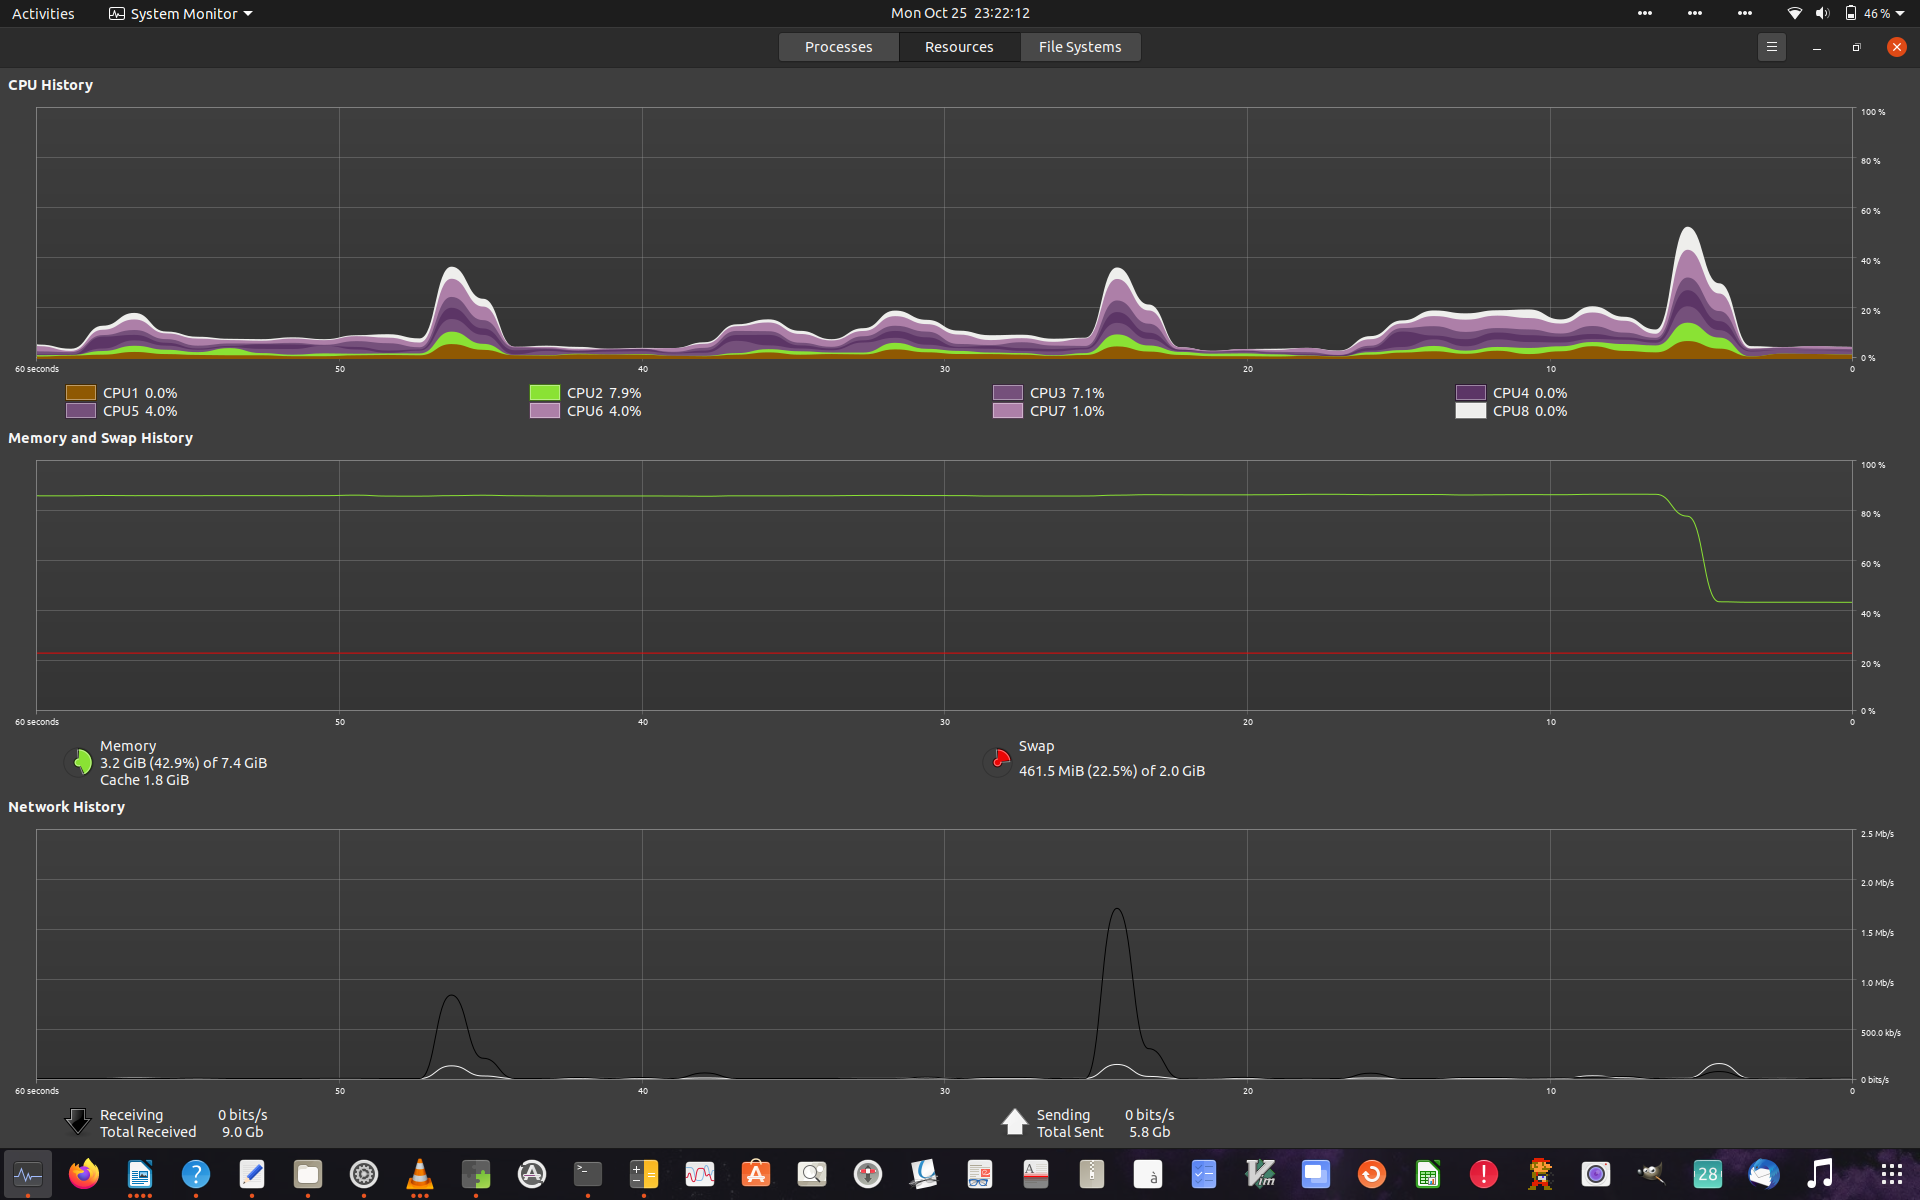 Activities System Monitor Mon Oct 25 23:22:12 46 %
Processes Resources File Systems
CPU History
100 %
80 %
60 %
40 %
20 %
0 %
60 seconds 50 40 30 20 10 0
CPU1 0.0% CPU2 7.9% CPU3 7.1% CPU4 0.0%
CPU5 4.0% CPU6 4.0% CPU7 1.0% CPU8 0.0%
Memory and Swap History
100 %
80 %
60 %
40 %
20 %
0 %
60 seconds 50 40 30 20 10 0
Memory
3.2 GiB (42.9%) of 7.4 GiB
Cache 1.8 GiB
Swap
461.5 MiB (22.5%) of 2.0 GiB
Network History
2.5 Mb/s
2.0 Mb/s
1.5 Mb/s
1.0 Mb/s
500.0 kb/s
0 bits/s
60 seconds 50 40 30 20 10 0
Receiving 0 bits/s
Total Received 9.0 Gb
Sending 0 bits/s
Total Sent 5.8 Gb
28